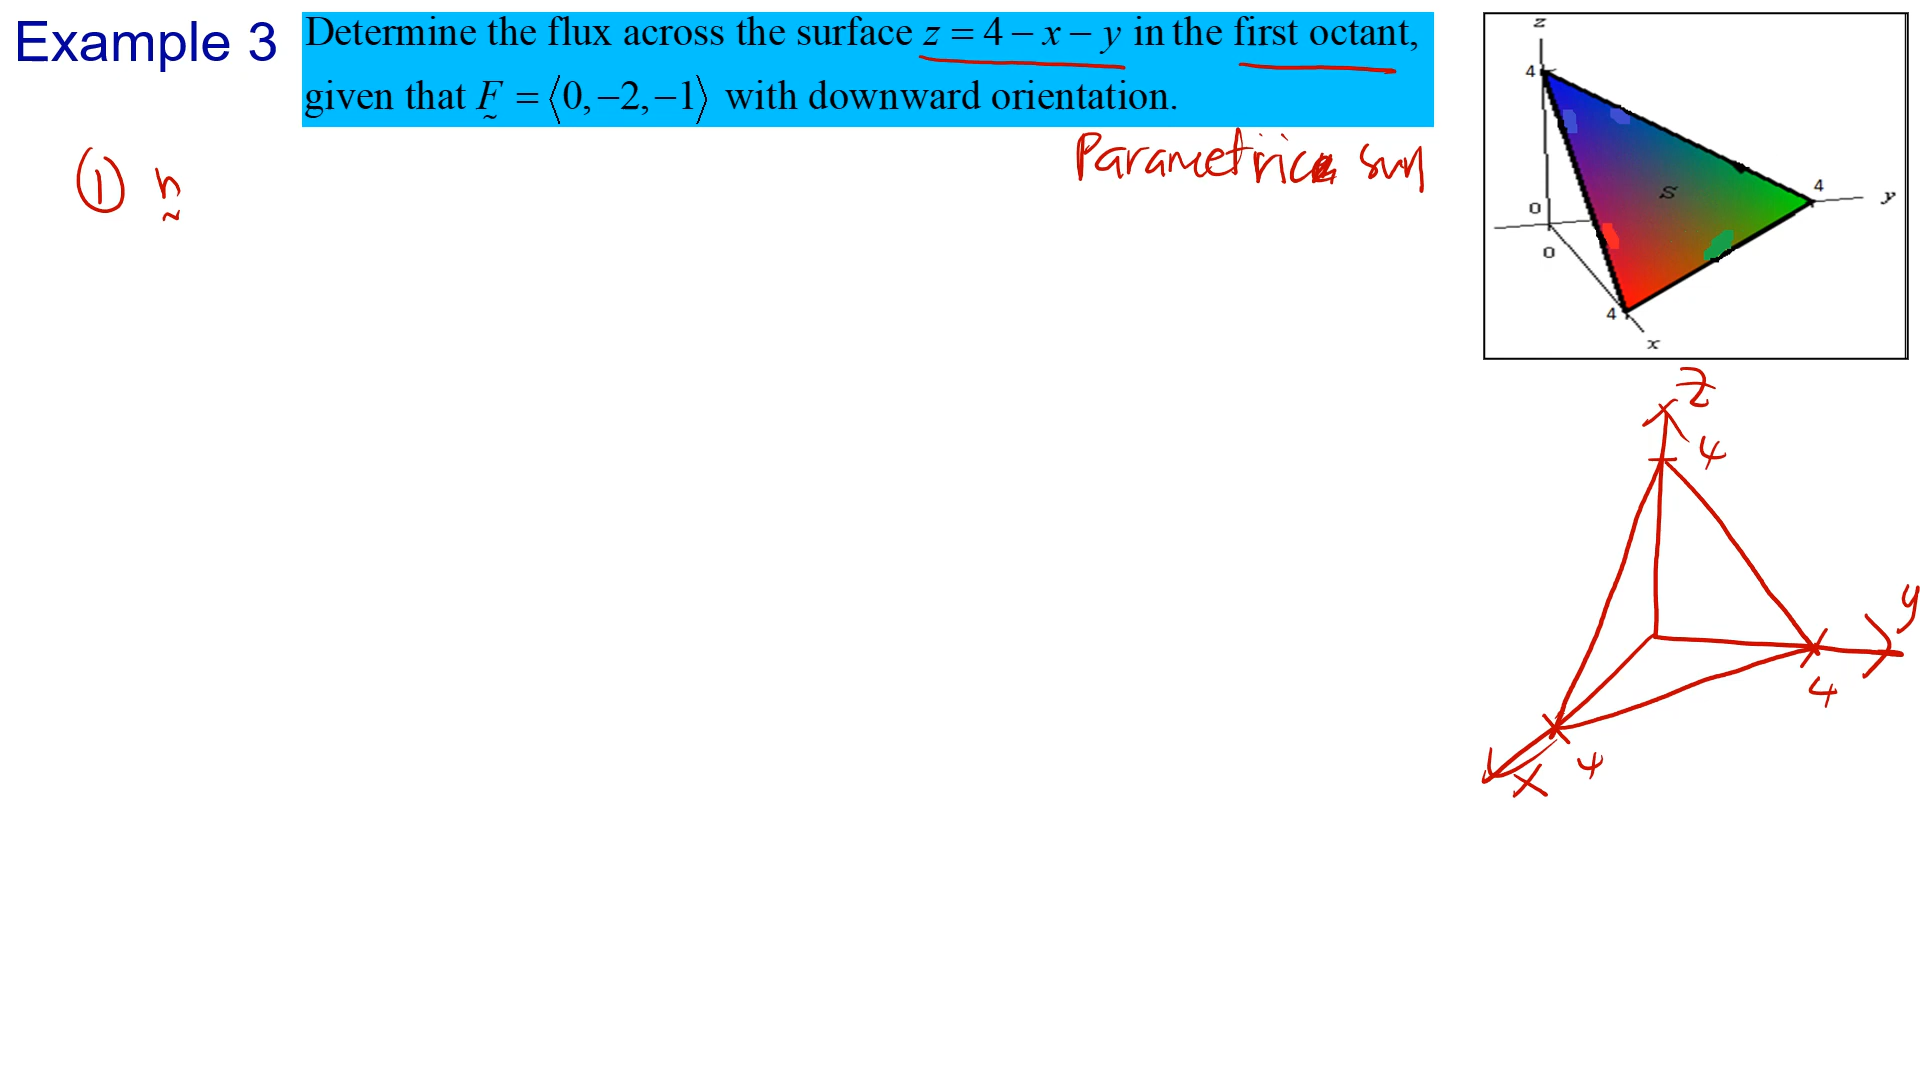 Example 3
Determine the flux across the surface z = 4 − x − y in the first octant,
given that F̰ = ⟨0, −2, −1⟩ with downward orientation.
Parametric
① ṉ
z
4
S
4
y
0
0
4
x
z
4
y
4
4
x